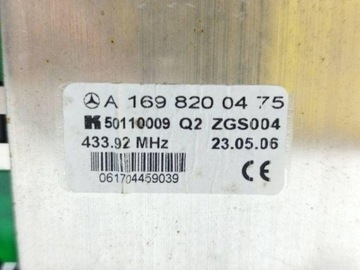 A 169 820 04 75
K 50110009 Q2 ZGS004
433.92 MHz 23.05.06
061704459039
CE